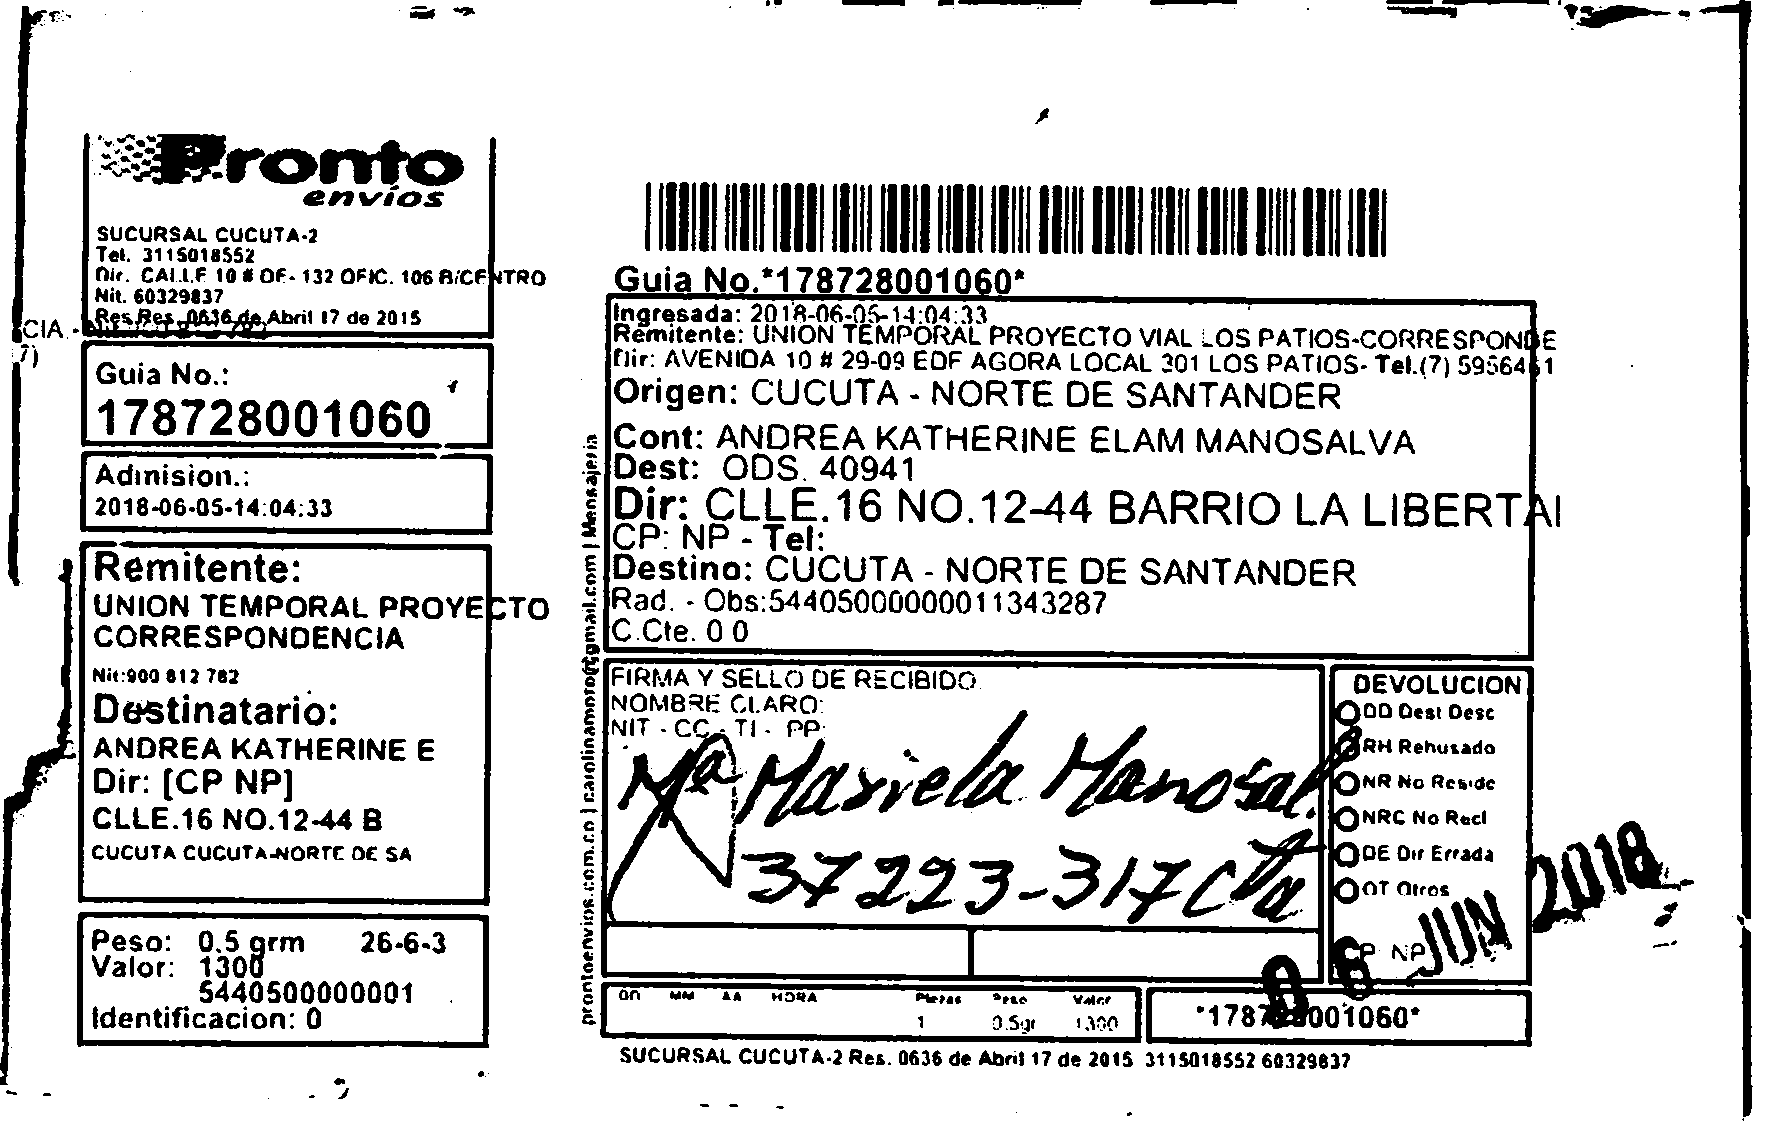 Pronto
envíos
SUCURSAL CUCUTA-2
Tel. 3115018552
Dir. CALLE 10 # OE- 132 OFIC. 106 B/CENTRO
Nit. 60329837
Res.Res. 0636 de Abril 17 de 2015
CIA.
7)
Guia No.:
178728001060
Admision.:
2018-06-05-14:04:33
Remitente:
UNION TEMPORAL PROYECTO
CORRESPONDENCIA
Nit:900 812 782
Destinatario:
ANDREA KATHERINE E
Dir: [CP NP]
CLLE.16 NO.12-44 B
CUCUTA CUCUTA-NORTE DE SA
Peso: 0.5 grm 26-6-3
Valor: 1300
5440500000001
Identificacion: 0
Guia No.*178728001060*
Ingresada: 2018-06-05-14:04:33
Remitente: UNION TEMPORAL PROYECTO VIAL LOS PATIOS-CORRESPONDE
Dir: AVENIDA 10 # 29-09 EDF AGORA LOCAL 301 LOS PATIOS- Tel.(7) 5956461
Origen: CUCUTA - NORTE DE SANTANDER
Cont: ANDREA KATHERINE ELAM MANOSALVA
Dest: ODS. 40941
Dir: CLLE.16 NO.12-44 BARRIO LA LIBERTAI
CP: NP - Tel:
Destino: CUCUTA - NORTE DE SANTANDER
Rad. - Obs:54405000000011343287
C.Cte. 0 0
prontoenvios.com.co | carolinamoro@gmail.com | Mensajeria
FIRMA Y SELLO DE RECIBIDO
NOMBRE CLARO:
NIT - CC - TI - PP:
Mª Mariela Manosal.
37223-317 Cta
DEVOLUCION
DD Dest Desc
RH Rehusado
NR No Reside
NRC No Recl
DE Dir Errada
OT Otros
CP: NP
06 JUN 2018
DD MM AA HORA Piezas Peso Valor
1 0.5gr 1300
*178728001060*
SUCURSAL CUCUTA-2 Res. 0636 de Abril 17 de 2015 3115018552 60329837